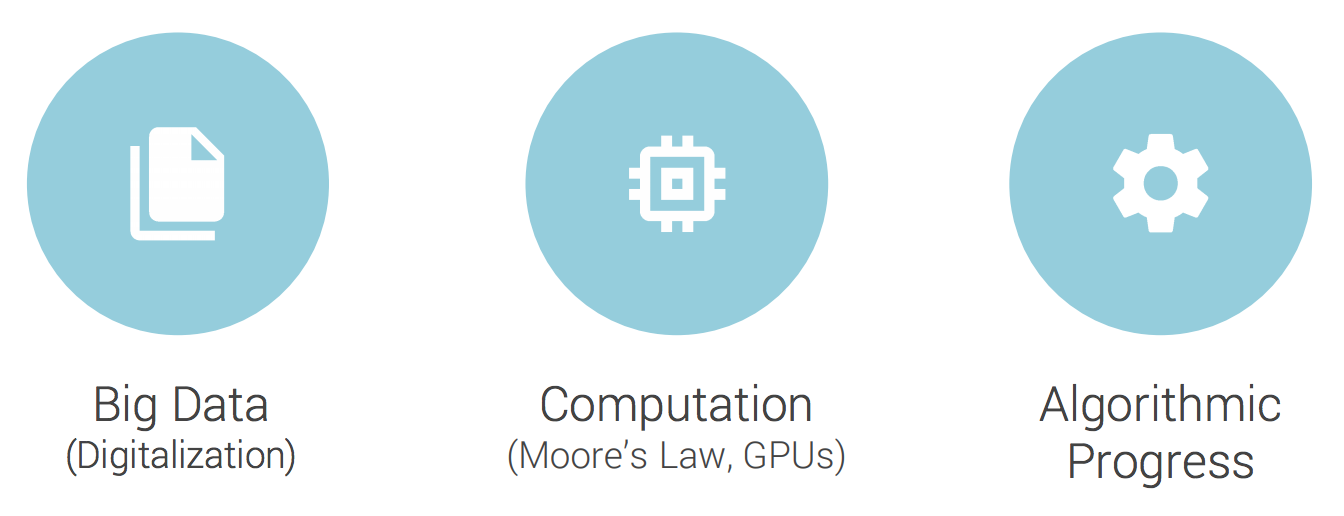 Big Data
(Digitalization)
Computation
(Moore’s Law, GPUs)
Algorithmic
Progress